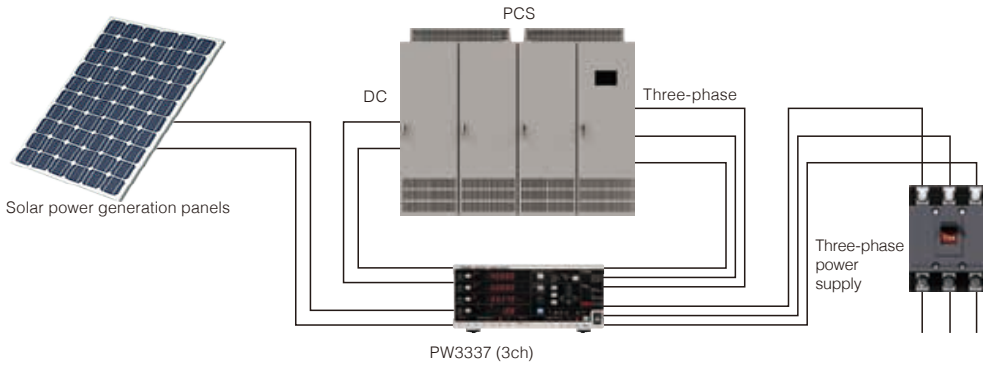 PCS
DC
Three-phase
Solar power generation panels
Three-phase
power
supply
PW3337 (3ch)